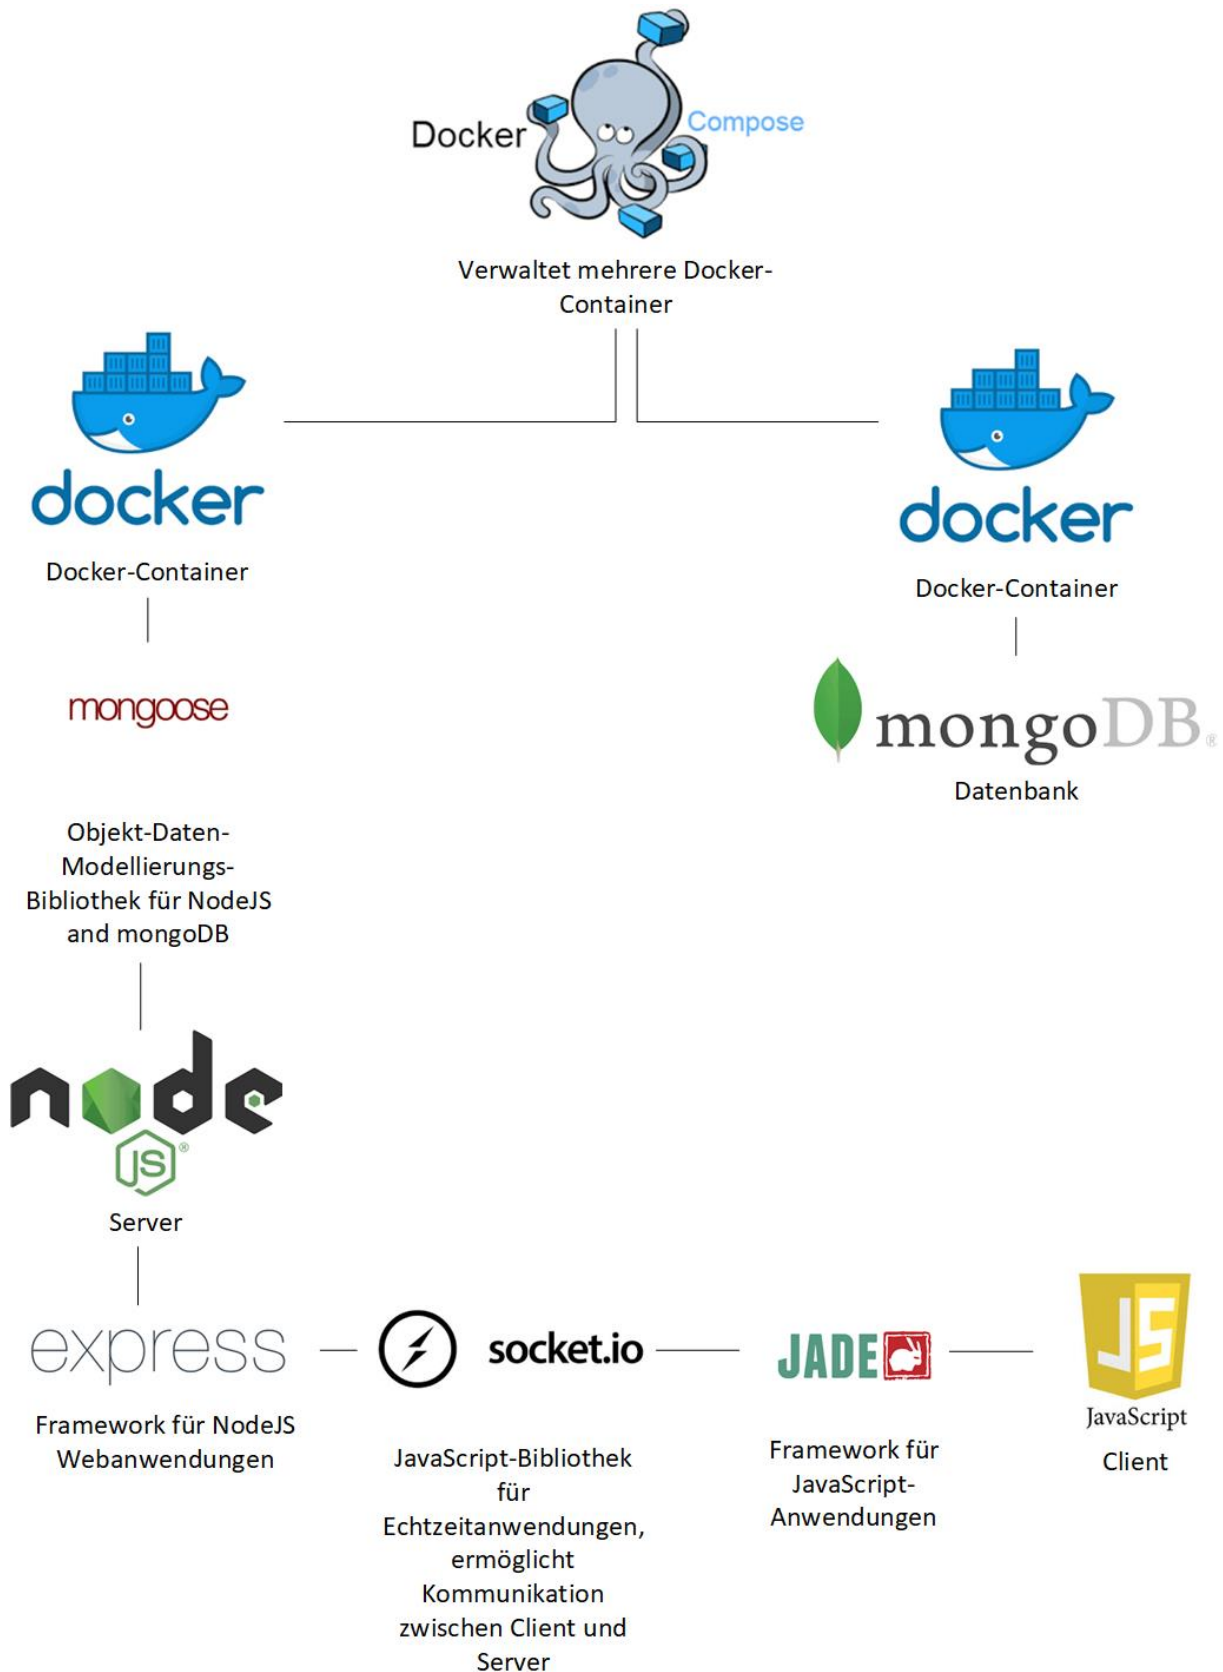 Docker
Compose
Verwaltet mehrere Docker-
Container
docker
Docker-Container
docker
Docker-Container
mongoose
mongoDB®
Datenbank
Objekt-Daten-
Modellierungs-
Bibliothek für NodeJS
and mongoDB
node
JS®
Server
express
Framework für NodeJS
Webanwendungen
socket.io
JavaScript-Bibliothek
für
Echtzeitanwendungen,
ermöglicht
Kommunikation
zwischen Client und
Server
JADE
Framework für
JavaScript-
Anwendungen
JS
JavaScript
Client